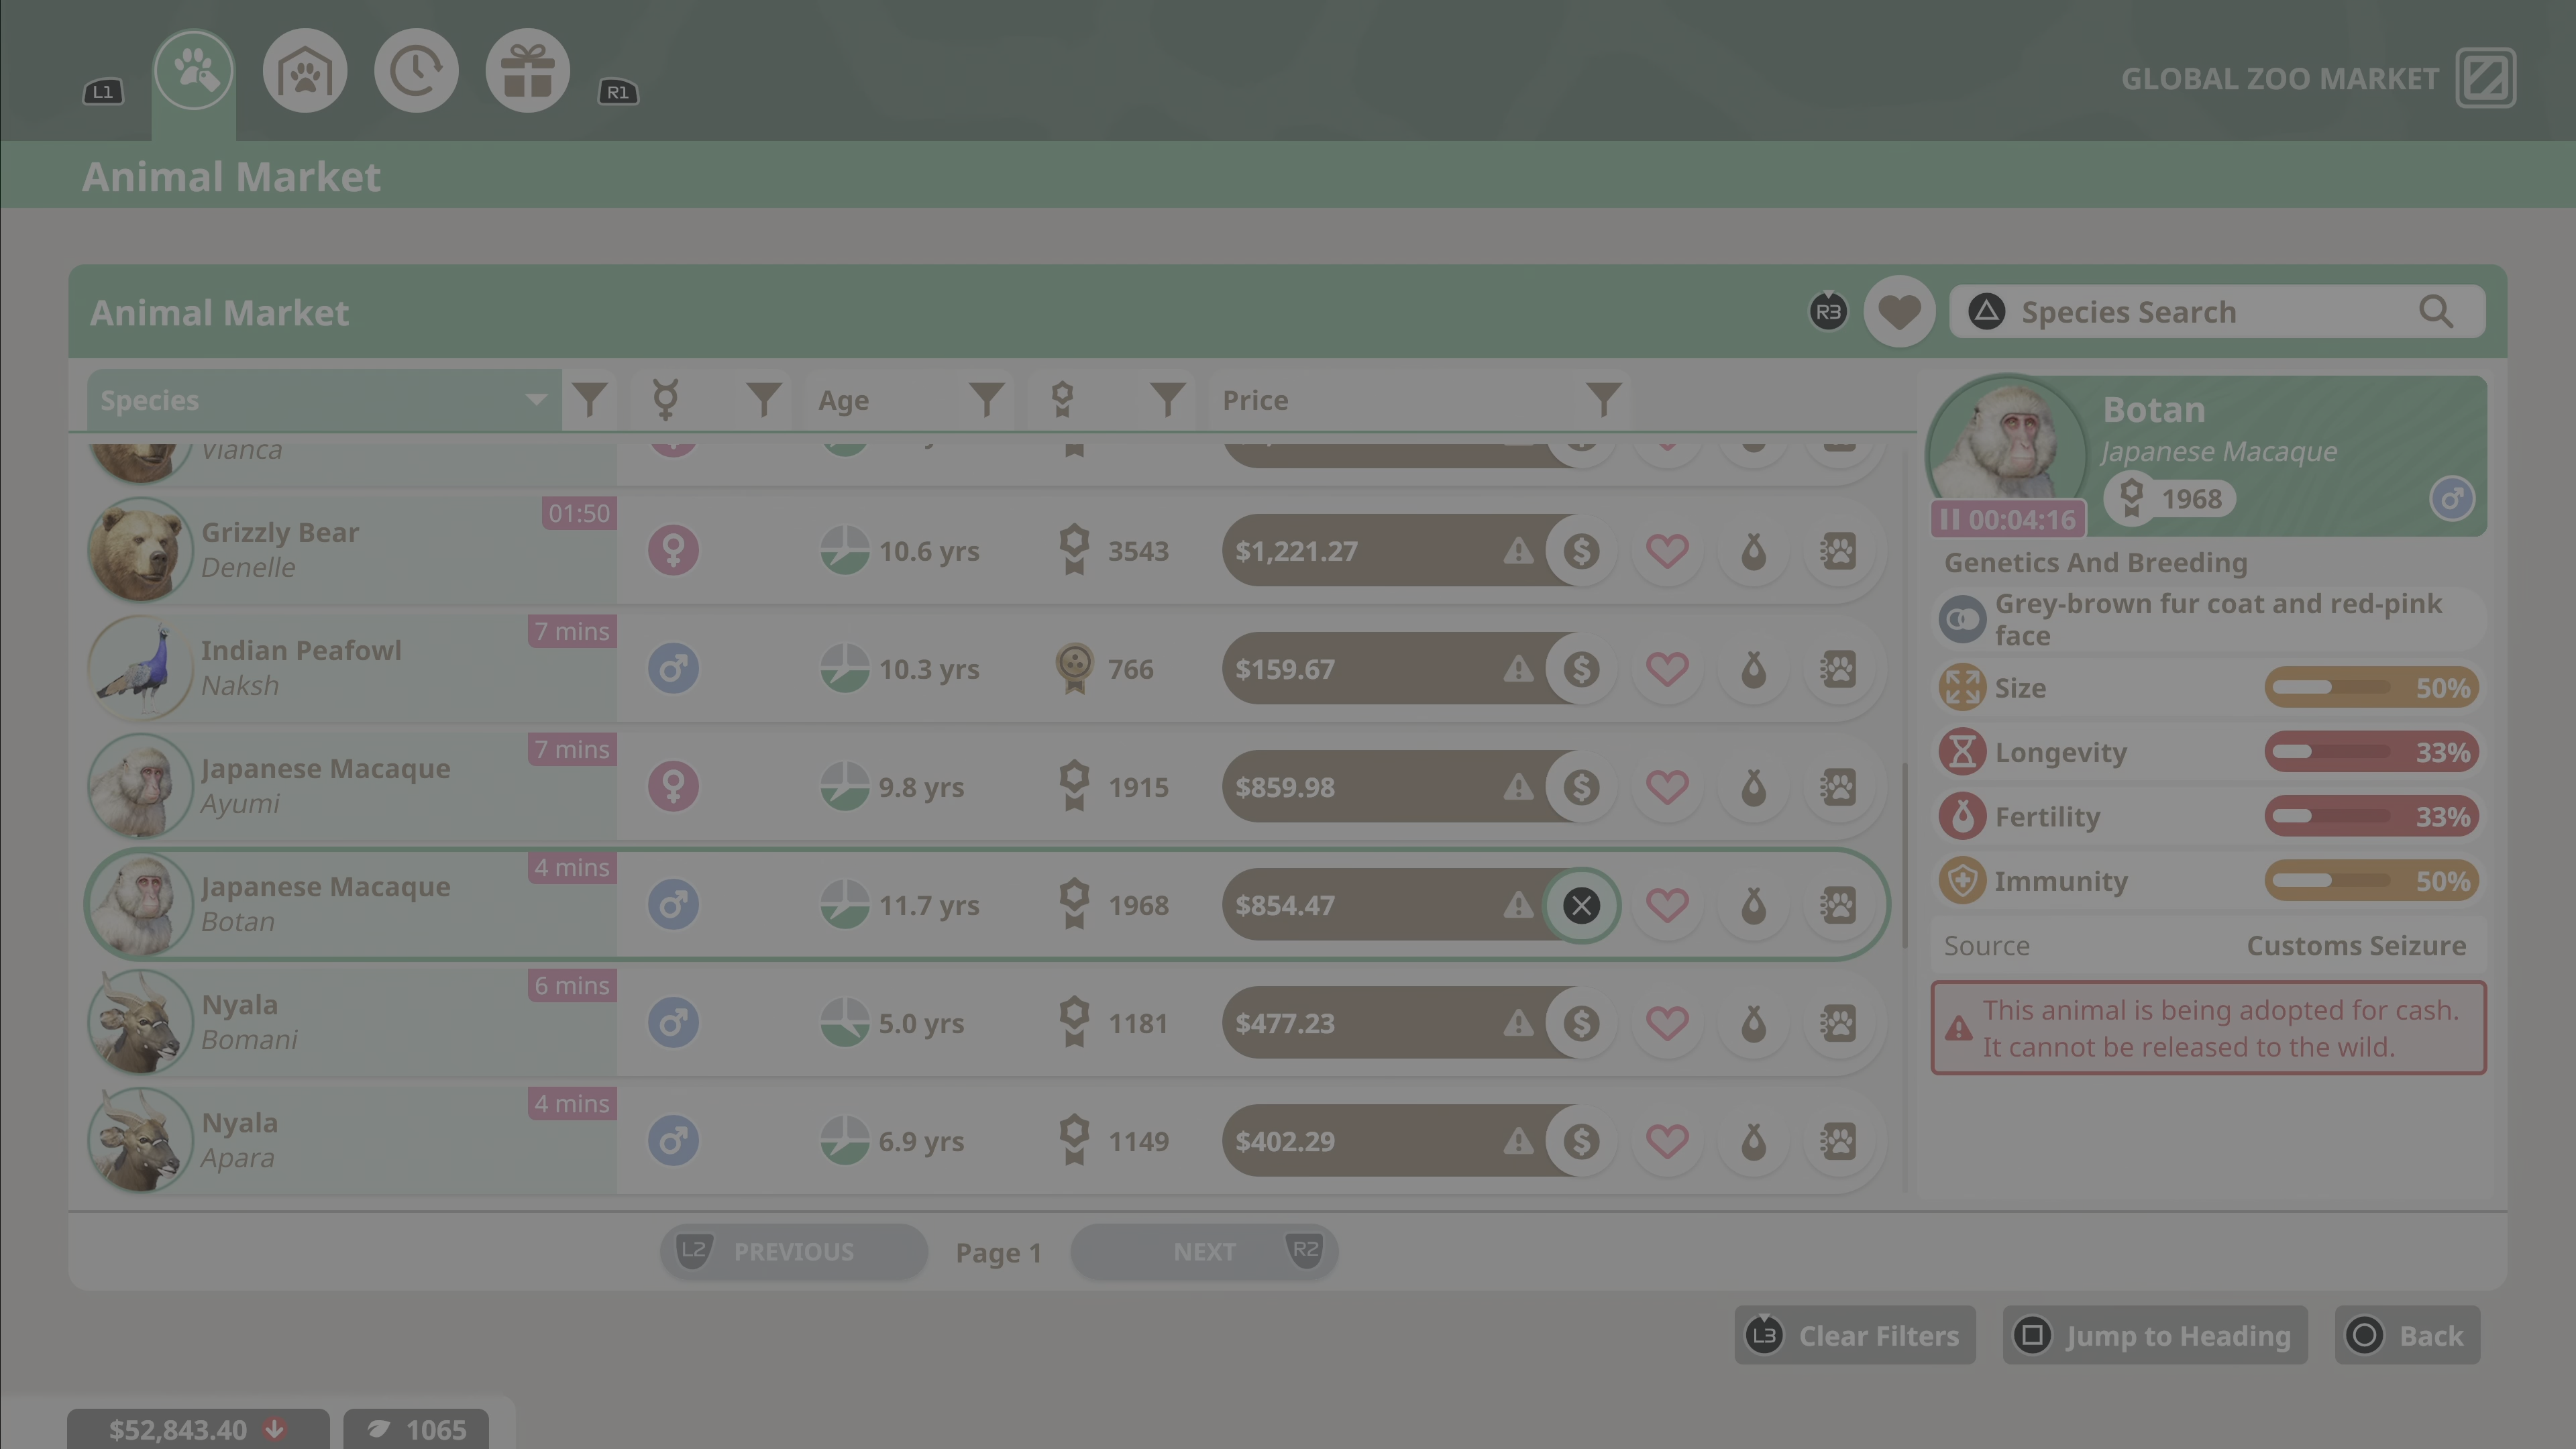 L1
R1
GLOBAL ZOO MARKET
Animal Market
Animal Market
R3
Species Search
Species
Age
Price
Vianca
Grizzly Bear
Denelle
01:50
10.6 yrs
3543
$1,221.27
Indian Peafowl
Naksh
7 mins
10.3 yrs
766
$159.67
Japanese Macaque
Ayumi
7 mins
9.8 yrs
1915
$859.98
Japanese Macaque
Botan
4 mins
11.7 yrs
1968
$854.47
Nyala
Bomani
6 mins
5.0 yrs
1181
$477.23
Nyala
Apara
4 mins
6.9 yrs
1149
$402.29
Botan
Japanese Macaque
1968
00:04:16
Genetics And Breeding
Grey-brown fur coat and red-pink
face
Size
50%
Longevity
33%
Fertility
33%
Immunity
50%
Source
Customs Seizure
This animal is being adopted for cash.
It cannot be released to the wild.
L2
PREVIOUS
Page 1
NEXT
R2
L3
Clear Filters
Jump to Heading
Back
$52,843.40
1065